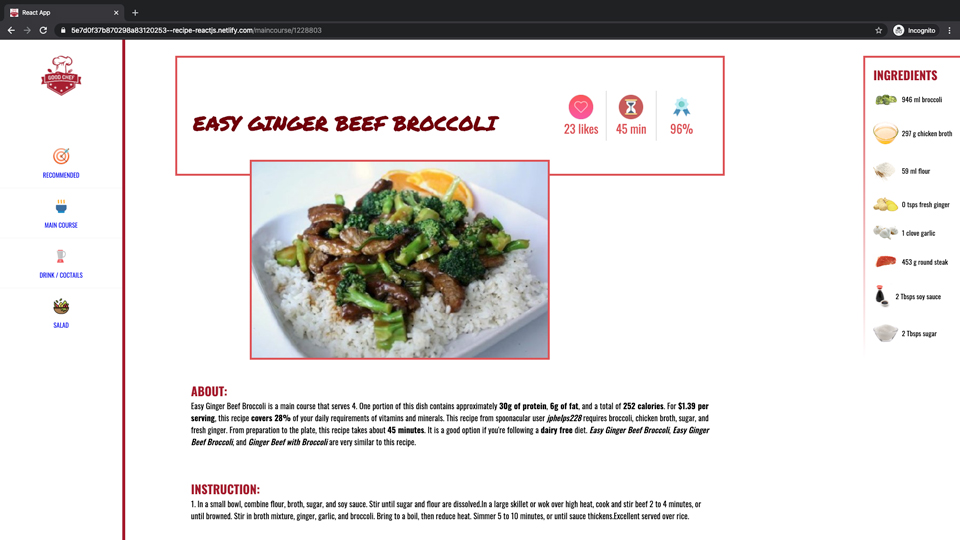 React App
5e7d0f37b870298a83120253--recipe-reactjs.netlify.com/maincourse/1228803
Incognito
GOOD CHEF
RECOMMENDED
MAIN COURSE
DRINK / COCTAILS
SALAD
EASY GINGER BEEF BROCCOLI
23 likes
45 min
96%
ABOUT:
Easy Ginger Beef Broccoli is a main course that serves 4. One portion of this dish contains approximately 30g of protein, 6g of fat, and a total of 252 calories. For $1.39 per
serving, this recipe covers 28% of your daily requirements of vitamins and minerals. This recipe from spoonacular user jphelps228 requires broccoli, chicken broth, sugar, and
fresh ginger. From preparation to the plate, this recipe takes about 45 minutes. It is a good option if you're following a dairy free diet. Easy Ginger Beef Broccoli, Easy Ginger
Beef Broccoli, and Ginger Beef with Broccoli are very similar to this recipe.
INSTRUCTION:
1. In a small bowl, combine flour, broth, sugar, and soy sauce. Stir until sugar and flour are dissolved.In a large skillet or wok over high heat, cook and stir beef 2 to 4 minutes, or
until browned. Stir in broth mixture, ginger, garlic, and broccoli. Bring to a boil, then reduce heat. Simmer 5 to 10 minutes, or until sauce thickens.Excellent served over rice.
INGREDIENTS
946 ml broccoli
297 g chicken broth
59 ml flour
0 tsps fresh ginger
1 clove garlic
453 g round steak
2 Tbsps soy sauce
2 Tbsps sugar